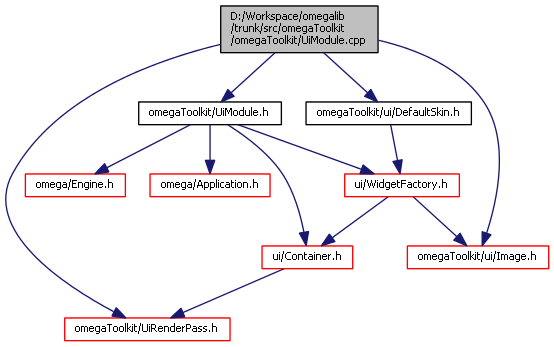 D:/Workspace/omegalib
/trunk/src/omegaToolkit
/omegaToolkit/UiModule.cpp
omegaToolkit/UiModule.h
omegaToolkit/ui/DefaultSkin.h
omega/Engine.h
omega/Application.h
ui/WidgetFactory.h
ui/Container.h
omegaToolkit/ui/Image.h
omegaToolkit/UiRenderPass.h